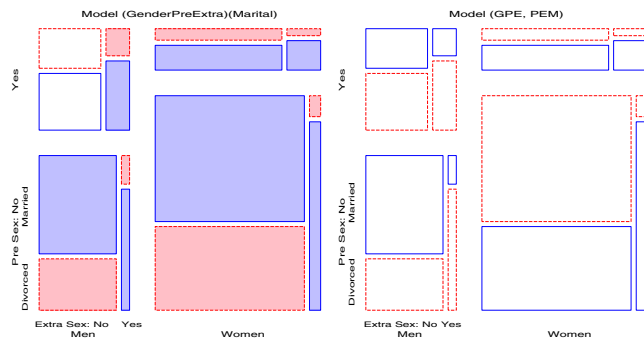 Model (GenderPreExtra)(Marital)
Yes
Pre Sex: No
Married
Divorced
Extra Sex: No Yes
Men
Women
Model (GPE, PEM)
Yes
Pre Sex: No
Married
Divorced
Extra Sex: No Yes
Men
Women